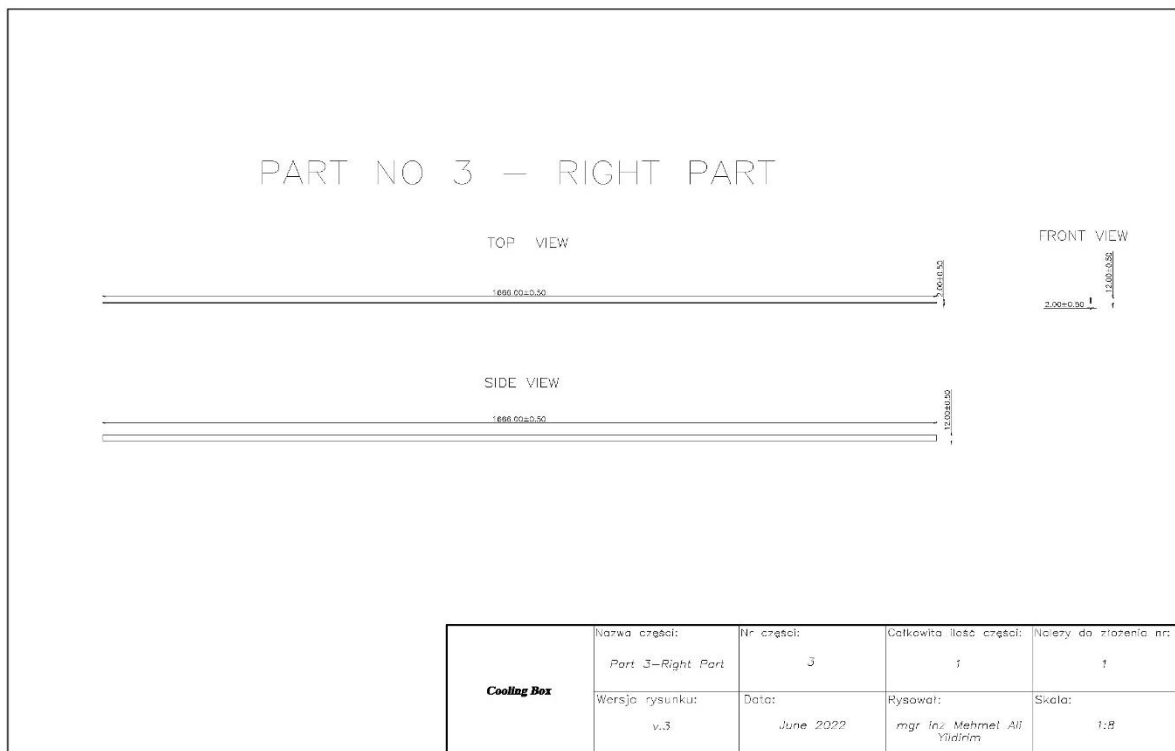 PART NO 3 – RIGHT PART
TOP VIEW
FRONT VIEW
1666.00±0.50
2.00±0.50
2.00±0.50
12.00±0.50
SIDE VIEW
1666.00±0.50
12.00±0.50
Cooling Box
Nazwa części:
Part 3–Right Part
Nr części:
3
Całkowita ilość części:
1
Należy do złożenia nr:
1
Wersja rysunku:
v.3
Data:
June 2022
Rysował:
mgr inż Mehmet Ali
Yildirim
Skala:
1:8